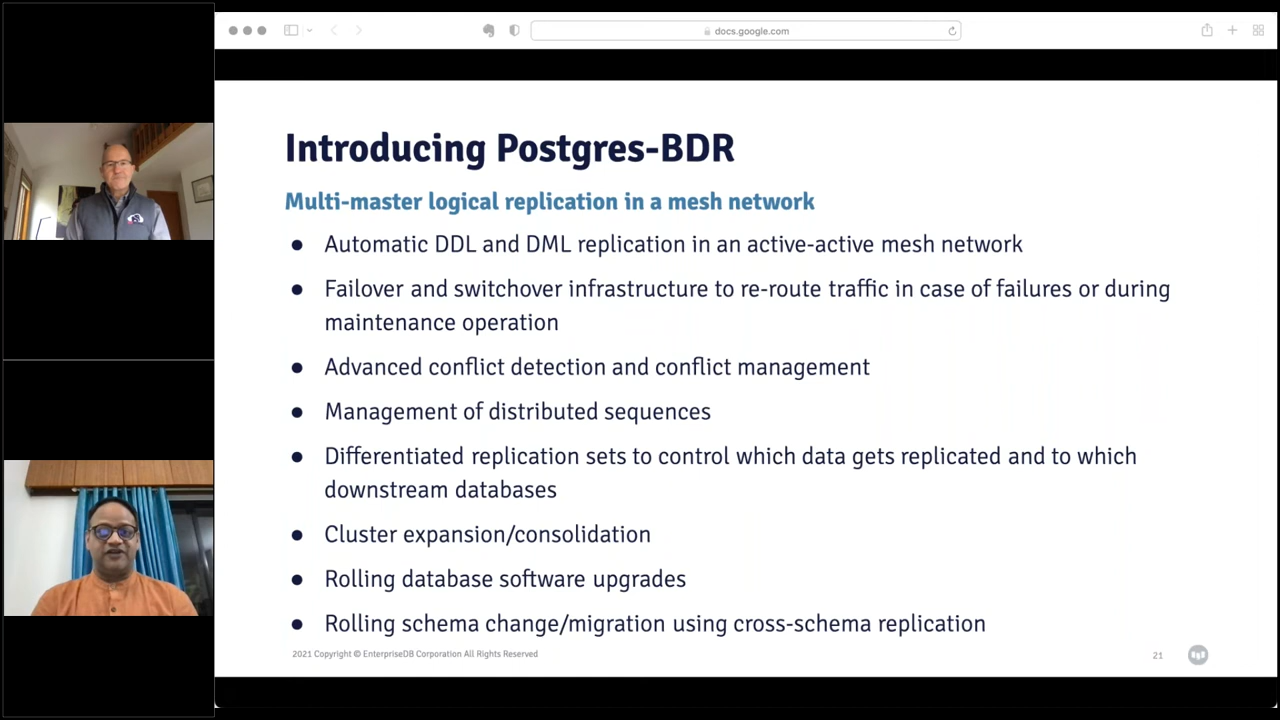 docs.google.com
Introducing Postgres-BDR
Multi-master logical replication in a mesh network
● Automatic DDL and DML replication in an active-active mesh network
● Failover and switchover infrastructure to re-route traffic in case of failures or during
maintenance operation
● Advanced conflict detection and conflict management
● Management of distributed sequences
● Differentiated replication sets to control which data gets replicated and to which
downstream databases
● Cluster expansion/consolidation
● Rolling database software upgrades
● Rolling schema change/migration using cross-schema replication
2021 Copyright © EnterpriseDB Corporation All Rights Reserved
21